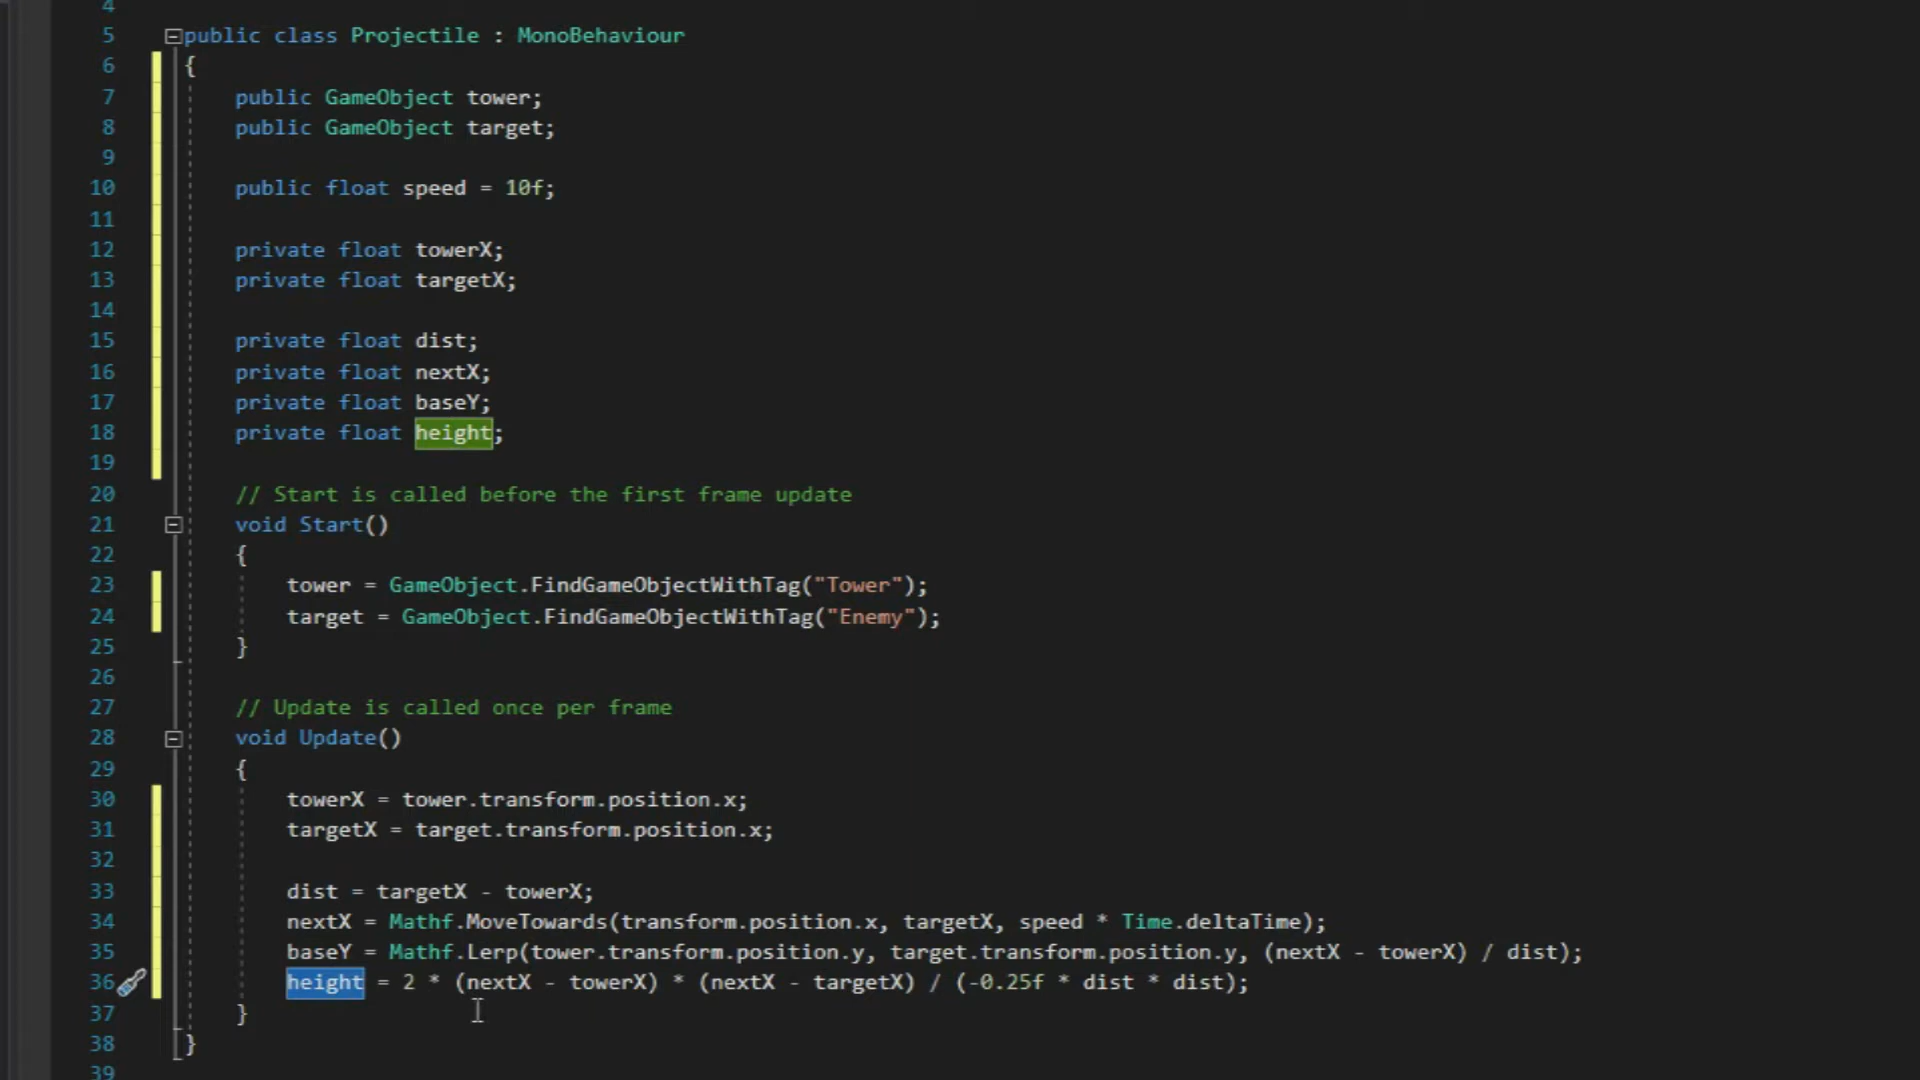 4
5 public class Projectile : MonoBehaviour
6 {
7 public GameObject tower;
8 public GameObject target;
9
10 public float speed = 10f;
11
12 private float towerX;
13 private float targetX;
14
15 private float dist;
16 private float nextX;
17 private float baseY;
18 private float height;
19
20 // Start is called before the first frame update
21 void Start()
22 {
23 tower = GameObject.FindGameObjectWithTag("Tower");
24 target = GameObject.FindGameObjectWithTag("Enemy");
25 }
26
27 // Update is called once per frame
28 void Update()
29 {
30 towerX = tower.transform.position.x;
31 targetX = target.transform.position.x;
32
33 dist = targetX - towerX;
34 nextX = Mathf.MoveTowards(transform.position.x, targetX, speed * Time.deltaTime);
35 baseY = Mathf.Lerp(tower.transform.position.y, target.transform.position.y, (nextX - towerX) / dist);
36 height = 2 * (nextX - towerX) * (nextX - targetX) / (-0.25f * dist * dist);
37 }
38 }
39